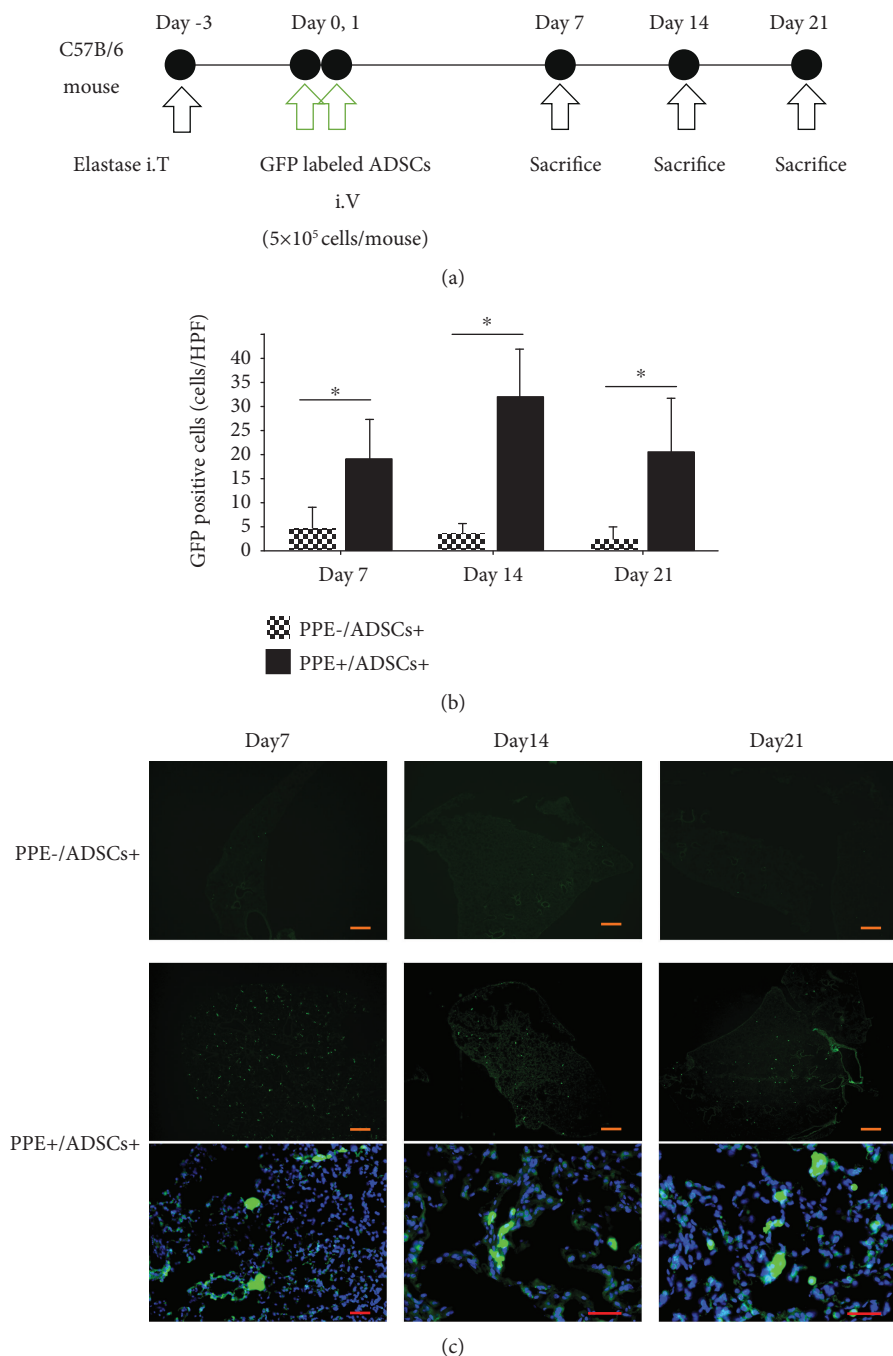 Day -3
Day 0, 1
Day 7
Day 14
Day 21
C57B/6
mouse
Elastase i.T
GFP labeled ADSCs
i.V
(5×10⁵ cells/mouse)
Sacrifice
Sacrifice
Sacrifice
(a)
GFP positive cells (cells/HPF)
40
35
30
25
20
15
10
5
0
*
*
*
Day 7
Day 14
Day 21
PPE-/ADSCs+
PPE+/ADSCs+
(b)
Day7
Day14
Day21
PPE-/ADSCs+
PPE+/ADSCs+
(c)